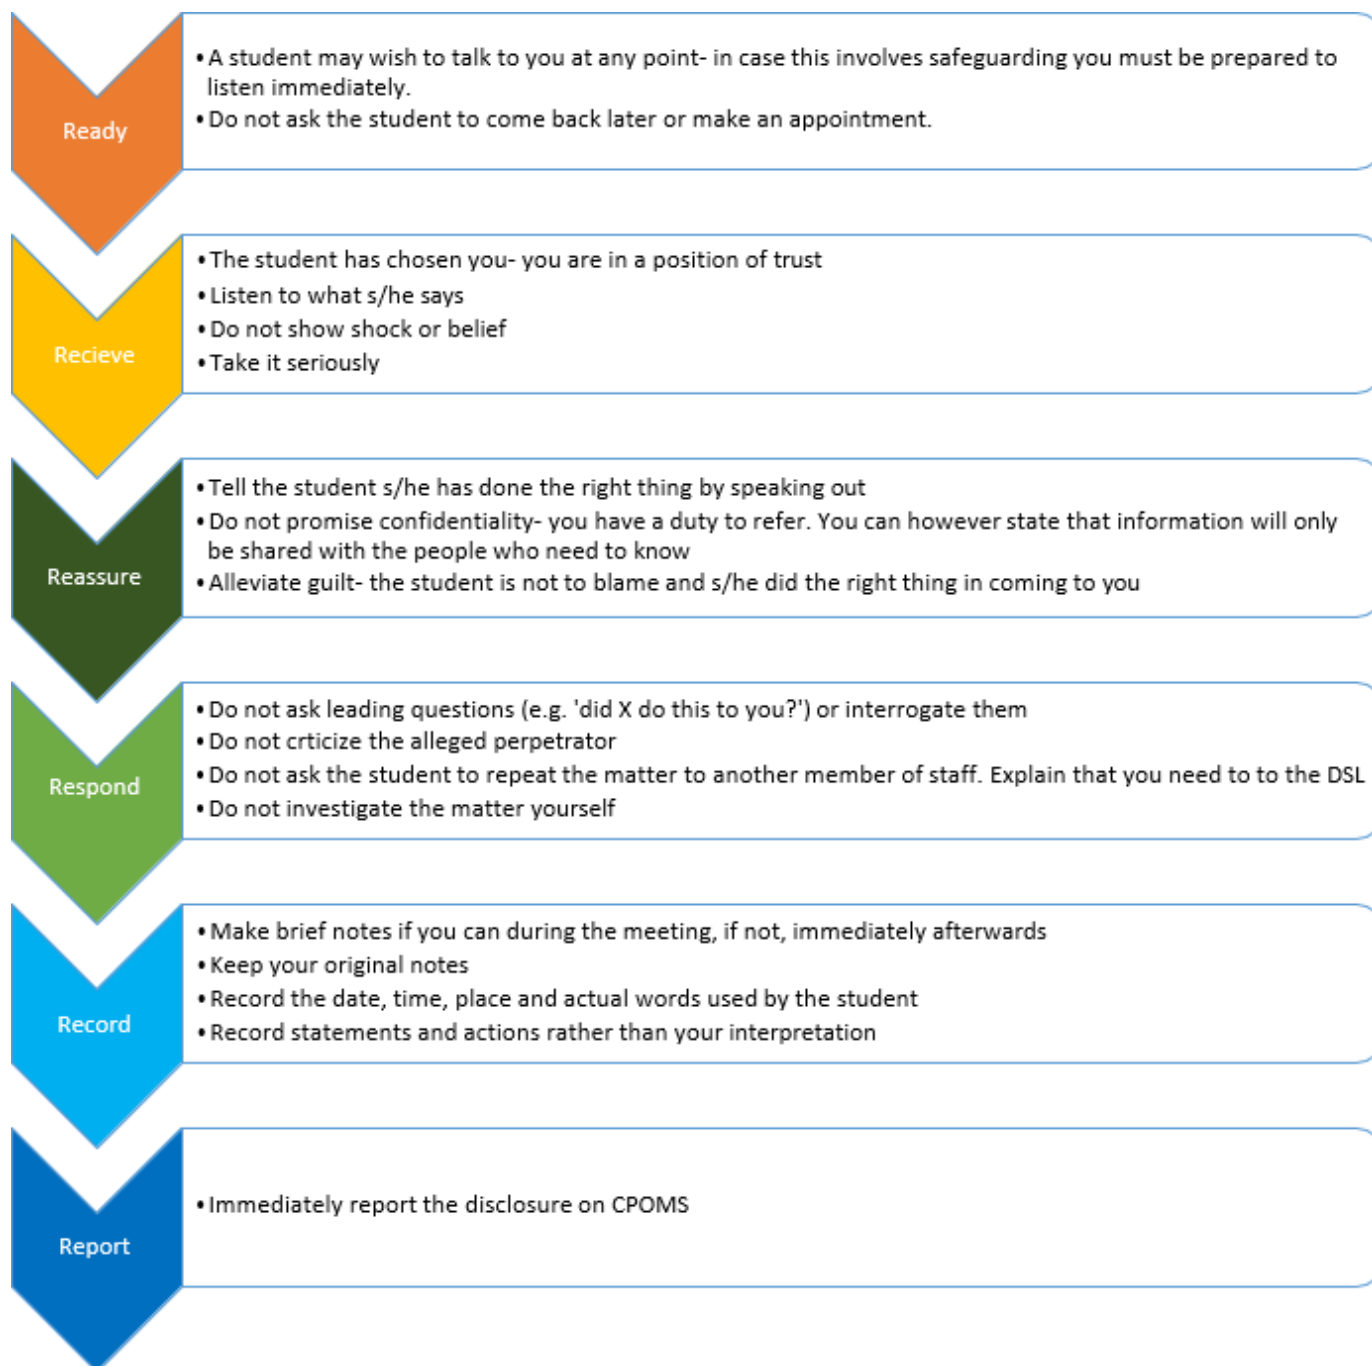 Ready
•A student may wish to talk to you at any point- in case this involves safeguarding you must be prepared to
listen immediately.
•Do not ask the student to come back later or make an appointment.
Recieve
•The student has chosen you- you are in a position of trust
•Listen to what s/he says
•Do not show shock or belief
•Take it seriously
Reassure
•Tell the student s/he has done the right thing by speaking out
•Do not promise confidentiality- you have a duty to refer. You can however state that information will only
be shared with the people who need to know
•Alleviate guilt- the student is not to blame and s/he did the right thing in coming to you
Respond
•Do not ask leading questions (e.g. 'did X do this to you?') or interrogate them
•Do not crticize the alleged perpetrator
•Do not ask the student to repeat the matter to another member of staff. Explain that you need to to the DSL
•Do not investigate the matter yourself
Record
•Make brief notes if you can during the meeting, if not, immediately afterwards
•Keep your original notes
•Record the date, time, place and actual words used by the student
•Record statements and actions rather than your interpretation
Report
•Immediately report the disclosure on CPOMS